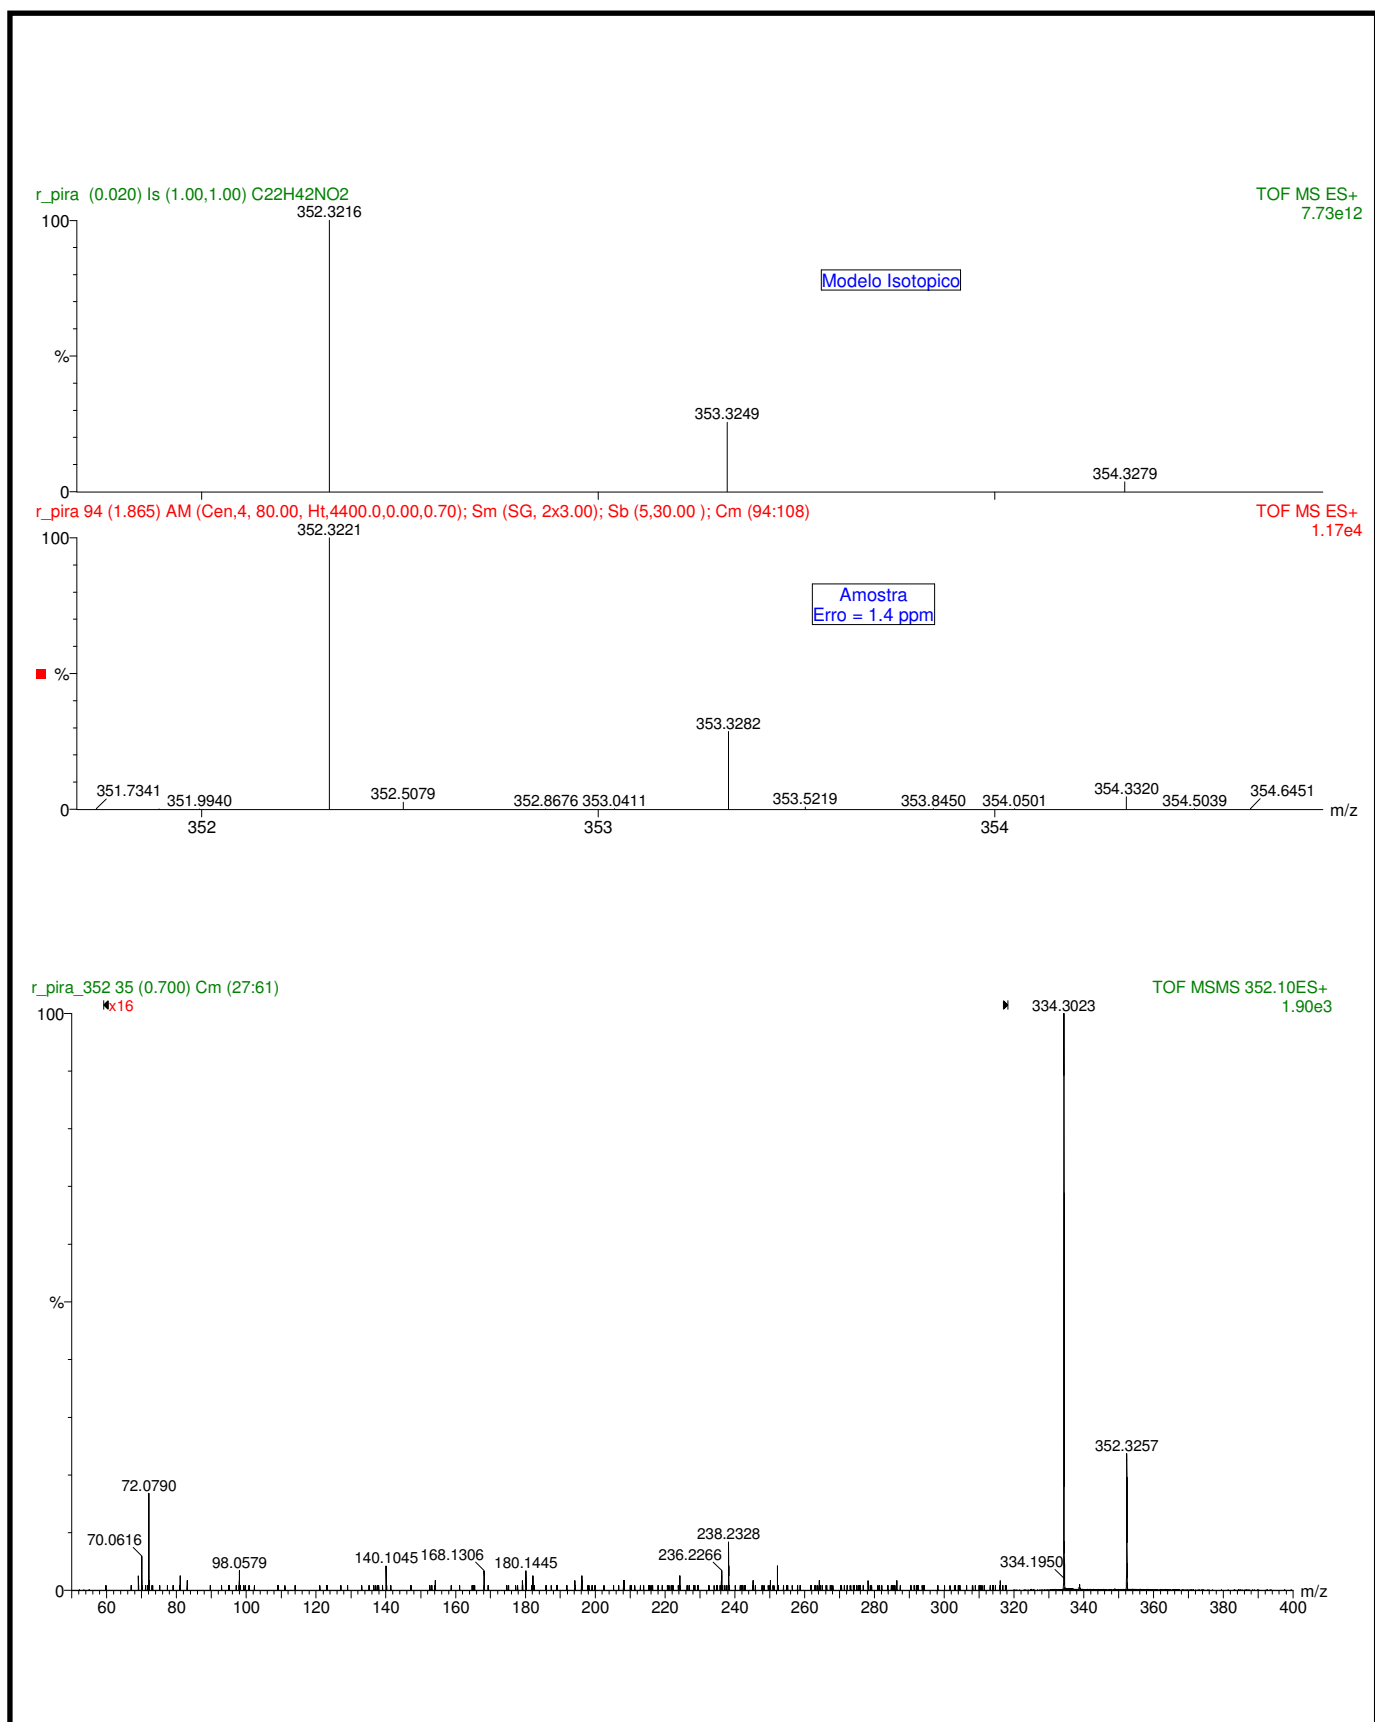 r_pira (0.020) Is (1.00,1.00) C22H42NO2
TOF MS ES+
7.73e12
352.3216
100
Modelo Isotopico
%
353.3249
354.3279
0
r_pira 94 (1.865) AM (Cen,4, 80.00, Ht,4400.0,0.00,0.70); Sm (SG, 2x3.00); Sb (5,30.00 ); Cm (94:108)
TOF MS ES+
1.17e4
352.3221
100
Amostra
Erro = 1.4 ppm
%
353.3282
351.7341 351.9940 352.5079 352.8676 353.0411 353.5219 353.8450 354.0501 354.3320 354.5039 354.6451
0
m/z
352 353 354
r_pira_352 35 (0.700) Cm (27:61)
TOF MSMS 352.10ES+
1.90e3
x16
100
334.3023
%
352.3257
72.0790
70.0616
98.0579
140.1045
168.1306
180.1445
236.2266
238.2328
334.1950
0
m/z
60 80 100 120 140 160 180 200 220 240 260 280 300 320 340 360 380 400